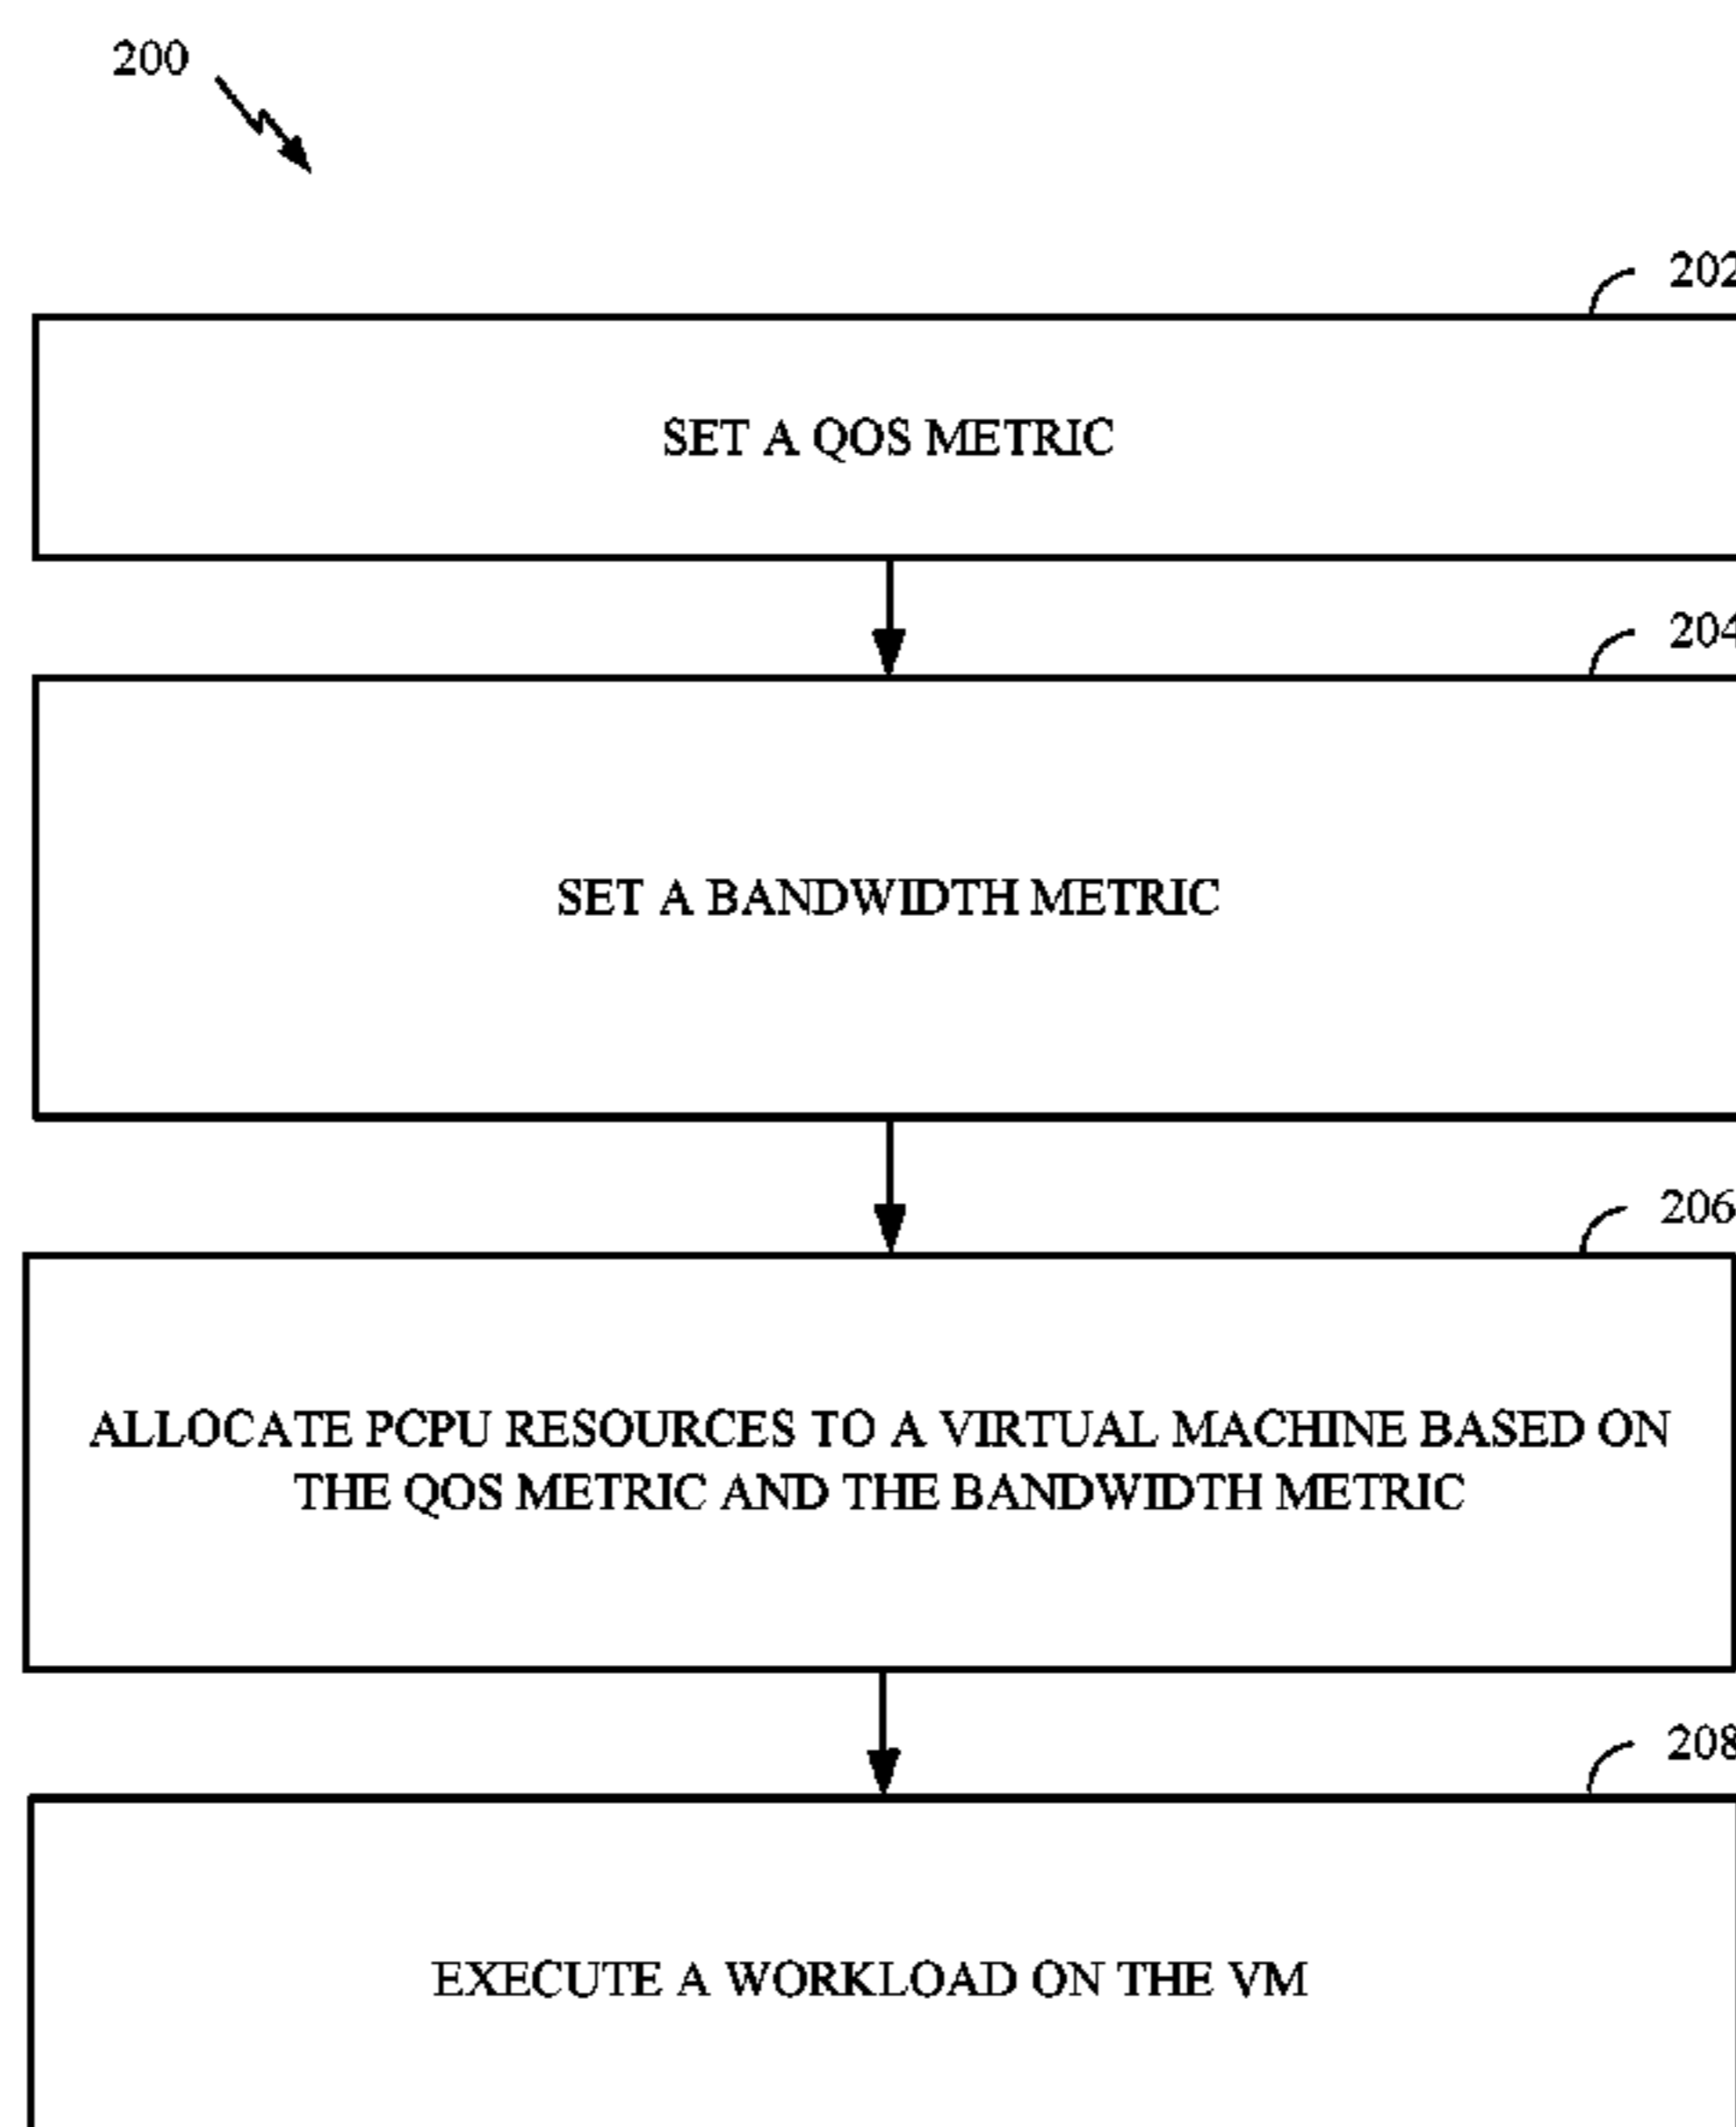 200
202
SET A QOS METRIC
204
SET A BANDWIDTH METRIC
206
ALLOCATE PCPU RESOURCES TO A VIRTUAL MACHINE BASED ON
THE QOS METRIC AND THE BANDWIDTH METRIC
208
EXECUTE A WORKLOAD ON THE VM